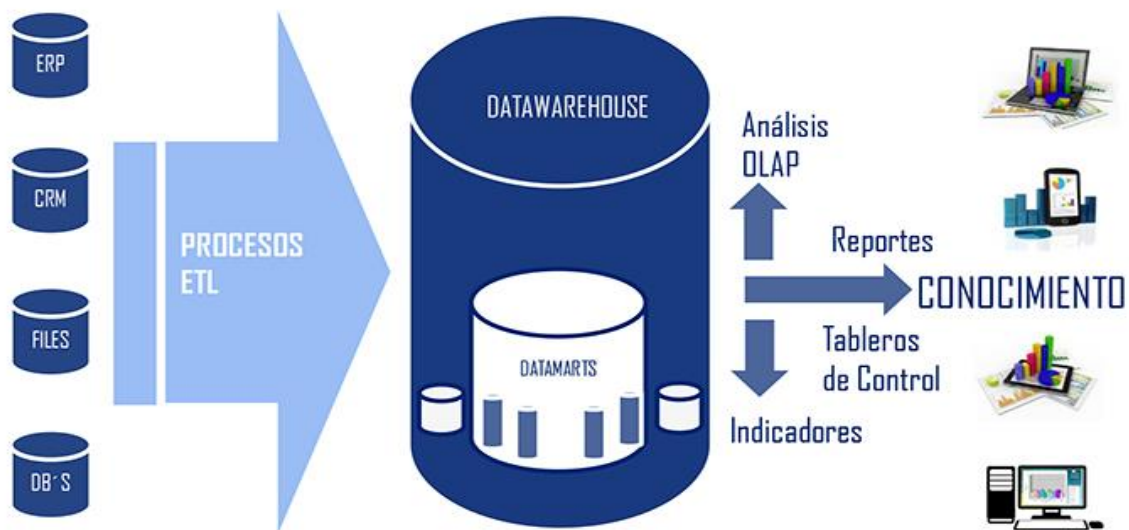 ERP
CRM
FILES
DB´S
PROCESOS
ETL
DATAWAREHOUSE
DATAMARTS
Análisis
OLAP
Reportes
CONOCIMIENTO
Tableros
de Control
Indicadores